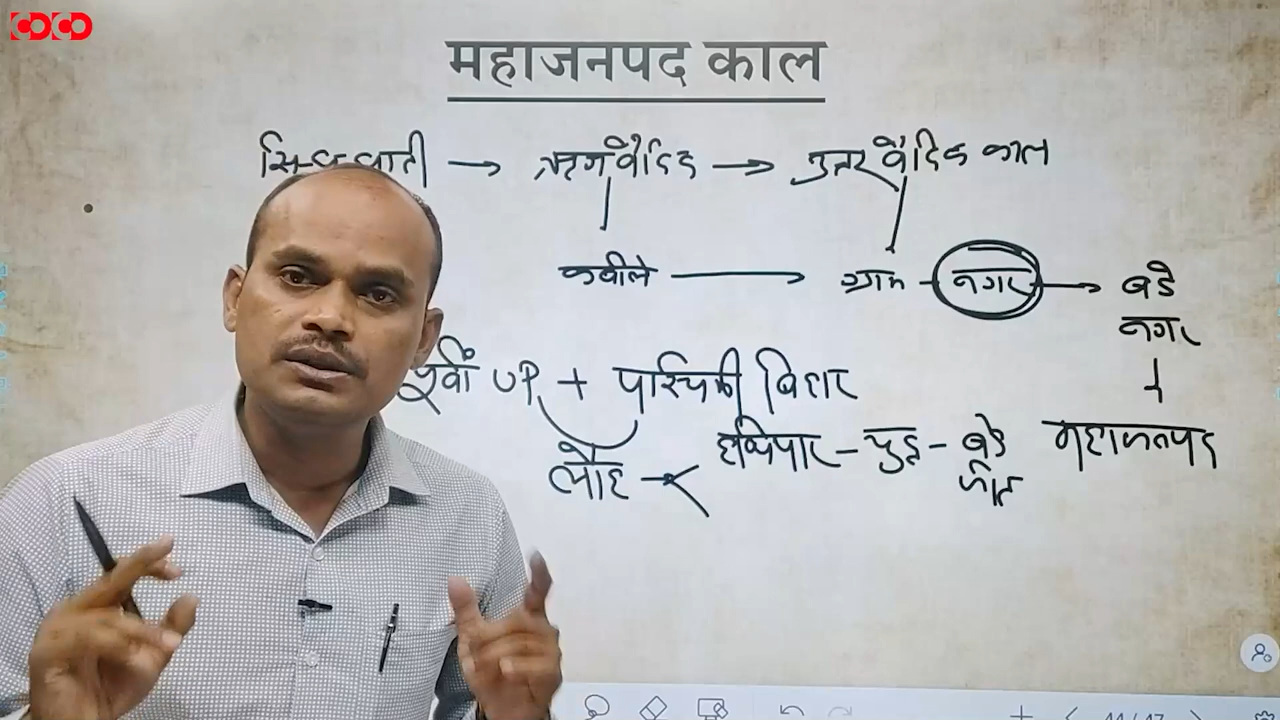 महाजनपद काल
→ ऋग्वैदिक → उत्तर वैदिक काल
कबीले → ग्राम - नगर → बडे
नगर
पूर्वी UP + पश्चिमी बिहार
हथियार - युद्ध - बडे महाजनपद
लौह